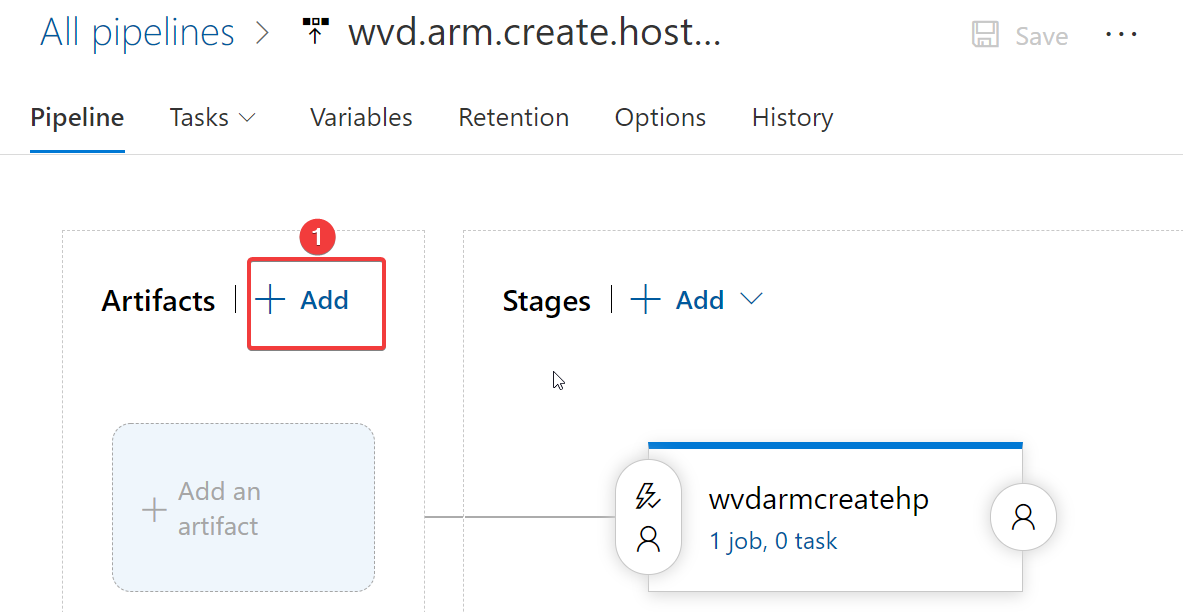 All pipelines > wvd.arm.create.host...
Save ...
Pipeline Tasks Variables Retention Options History
1
Artifacts | + Add
Stages | + Add
+ Add an
artifact
wvdarmcreatehp
1 job, 0 task